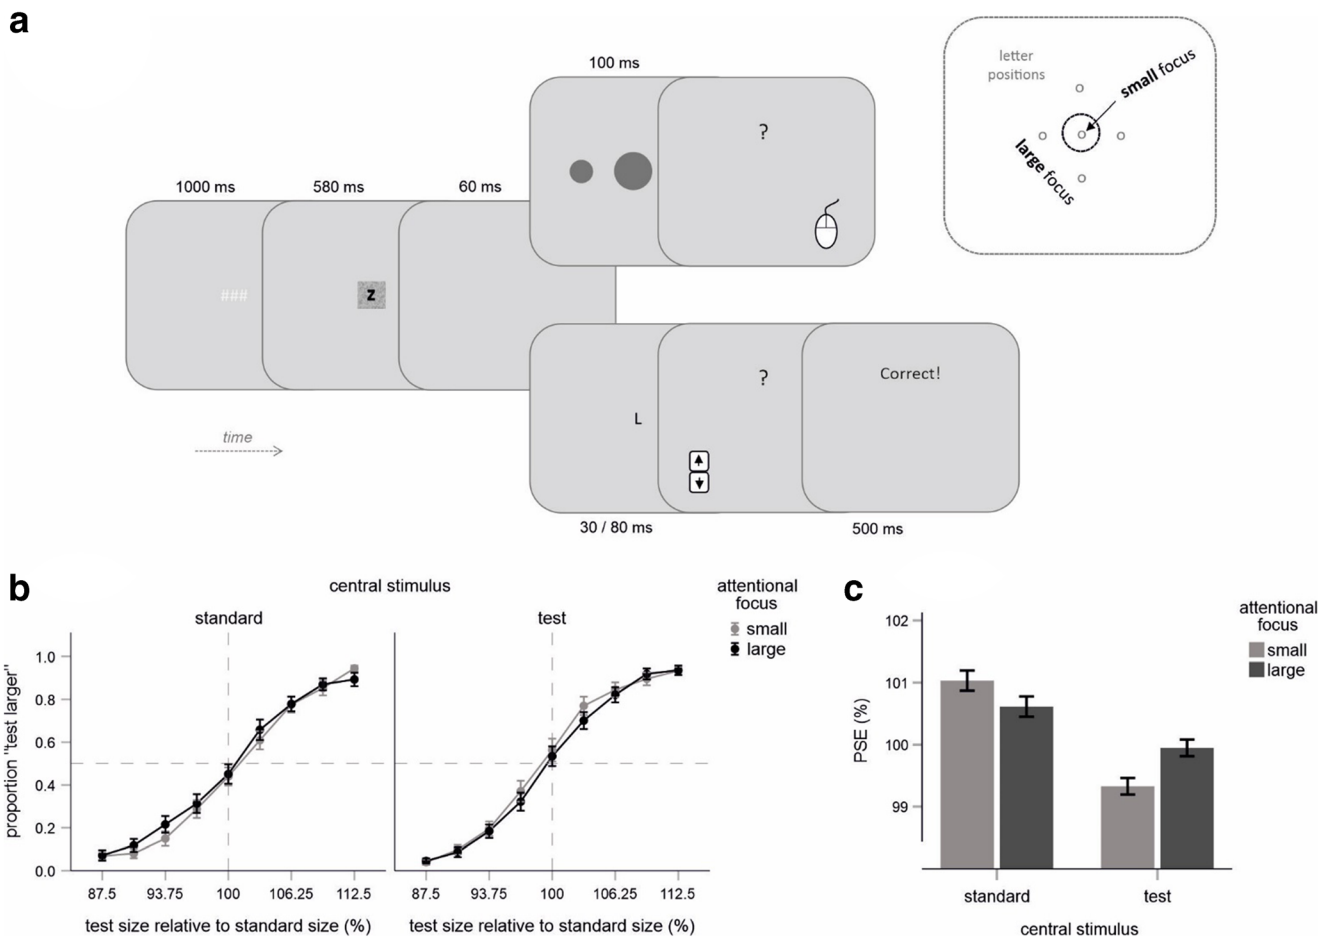 a
100 ms
?
letter
positions
small focus
large focus
1000 ms
580 ms
60 ms
###
z
time
L
?
Correct!
30 / 80 ms
500 ms
b
central stimulus
standard
test
attentional
focus
small
large
proportion "test larger"
1.0
0.8
0.6
0.4
0.2
0.0
87.5
93.75
100
106.25
112.5
test size relative to standard size (%)
87.5
93.75
100
106.25
112.5
test size relative to standard size (%)
c
attentional
focus
small
large
PSE (%)
102
101
100
99
standard
test
central stimulus